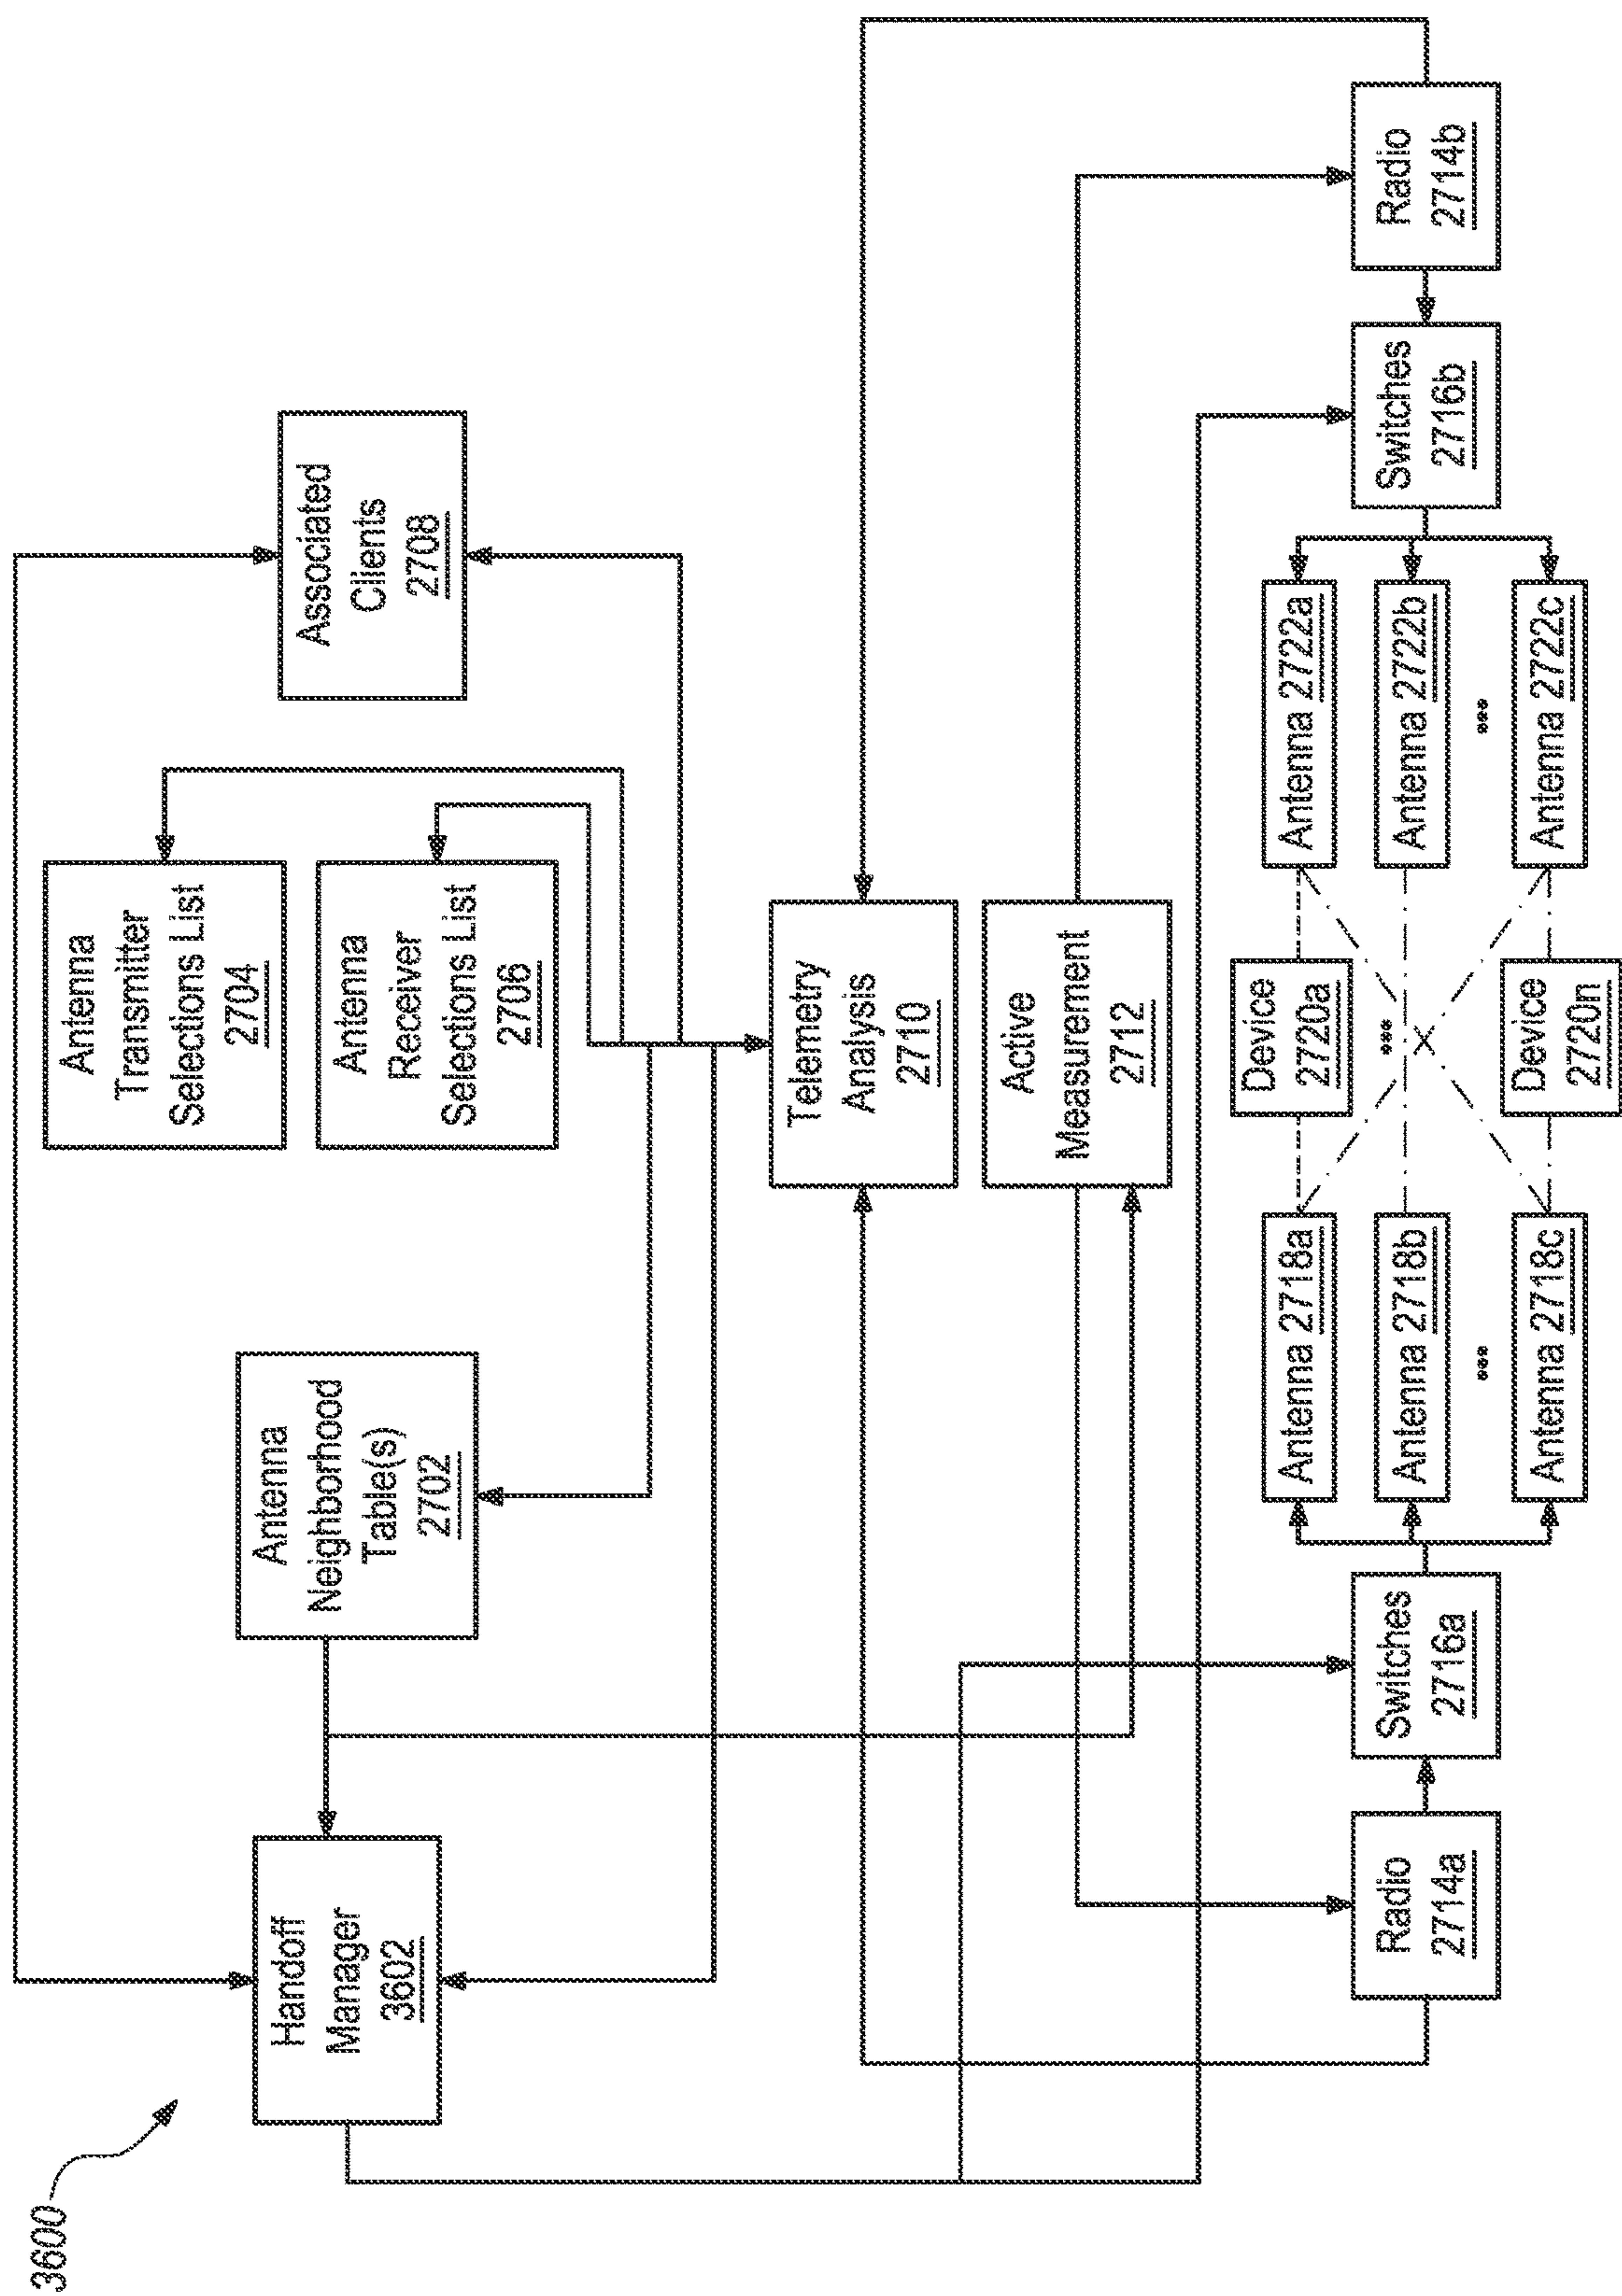 3600
Handoff
Manager
3602
Antenna
Neighborhood
Table(s)
2702
Antenna
Transmitter
Selections List
2704
Antenna
Receiver
Selections List
2706
Associated
Clients
2708
Telemetry
Analysis
2710
Active
Measurement
2712
Radio
2714a
Switches
2716a
Antenna 2718a
Antenna 2718b
•••
Antenna 2718c
Device
2720a
•••
Device
2720n
Antenna 2722a
Antenna 2722b
•••
Antenna 2722c
Switches
2716b
Radio
2714b